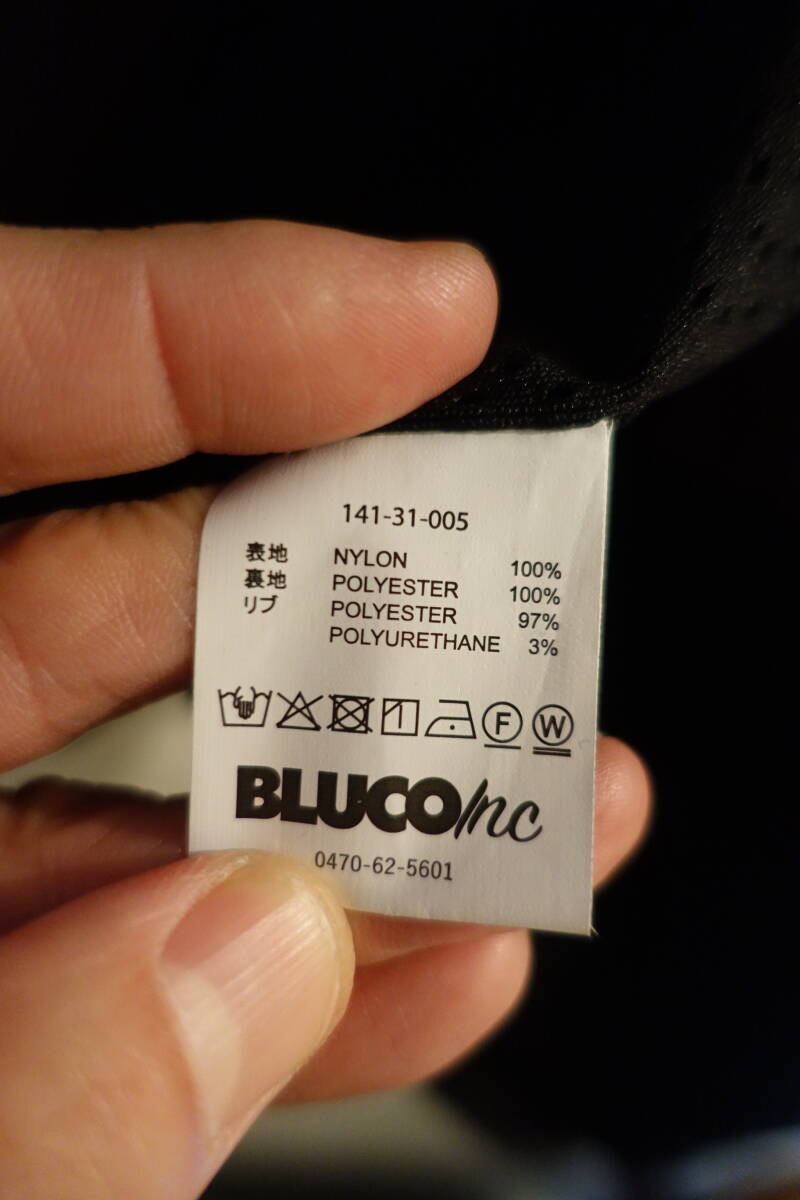 141-31-005
表地 NYLON 100%
裏地 POLYESTER 100%
リブ POLYESTER 97%
POLYURETHANE 3%
F W
BLUCO Inc
0470-62-5601